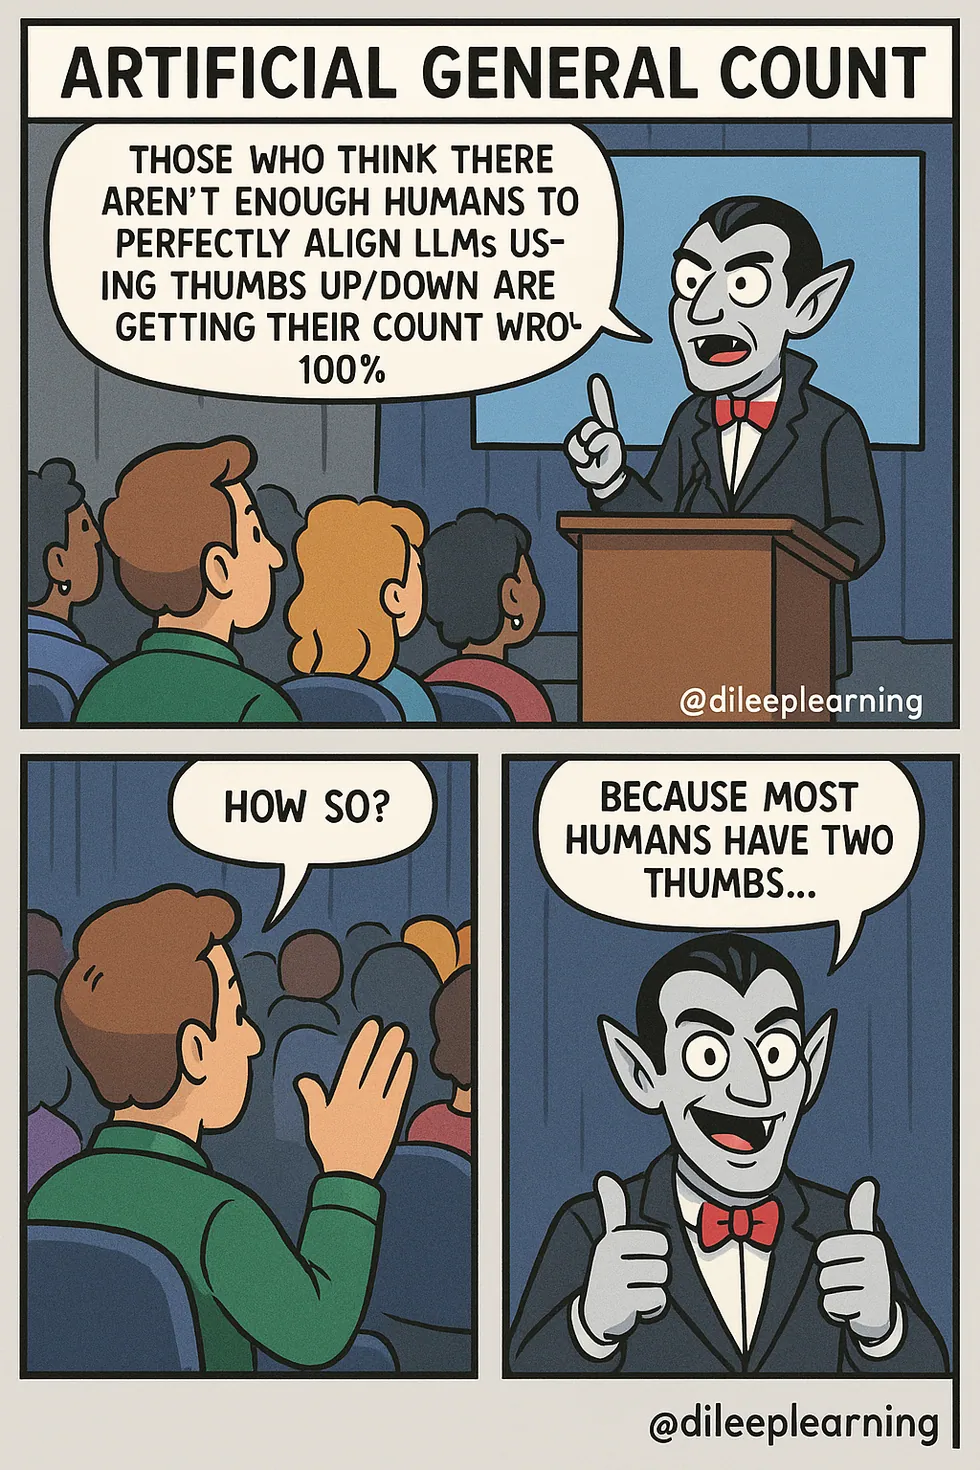 ARTIFICIAL GENERAL COUNT
THOSE WHO THINK THERE
AREN'T ENOUGH HUMANS TO
PERFECTLY ALIGN LLMs US-
ING THUMBS UP/DOWN ARE
GETTING THEIR COUNT
100%
@dileeplearning
HOW SO?
BECAUSE MOST
HUMANS HAVE TWO
THUMBS...
@dileeplearning